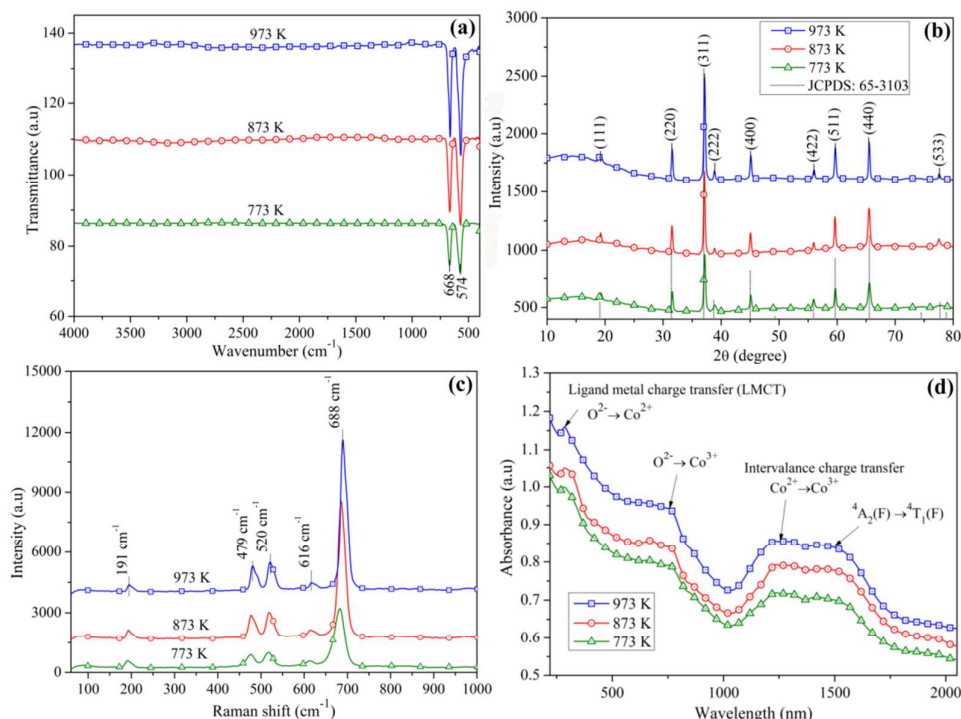 (a)
973 K
873 K
773 K
668
574
Transmittance (a.u)
140
120
100
80
60
4000 3500 3000 2500 2000 1500 1000 500
Wavenumber (cm⁻¹)
(b)
973 K
873 K
773 K
JCPDS: 65-3103
(111)
(220)
(311)
(222)
(400)
(422)
(511)
(440)
(533)
Intensity (a.u)
3000
2500
2000
1500
1000
500
10 20 30 40 50 60 70 80
2θ (degree)
(c)
191 cm⁻¹
479 cm⁻¹
520 cm⁻¹
616 cm⁻¹
688 cm⁻¹
973 K
873 K
773 K
Intensity (a.u)
15000
12000
9000
6000
3000
0
100 200 300 400 500 600 700 800 900 1000
Raman shift (cm⁻¹)
(d)
Ligand metal charge transfer (LMCT)
O²⁻→Co²⁺
O²⁻→Co³⁺
Intervalance charge transfer
Co²⁺→Co³⁺
⁴A₂(F)→⁴T₁(F)
973 K
873 K
773 K
Absorbance (a.u)
1.3
1.2
1.1
1.0
0.9
0.8
0.7
0.6
0.5
500 1000 1500 2000
Wavelength (nm)